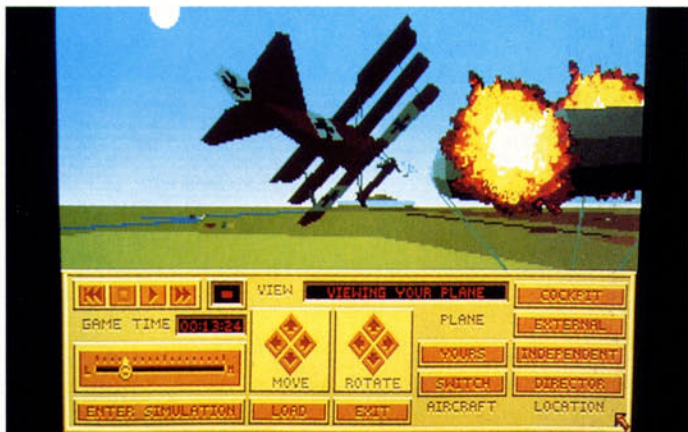 VIEW VIEWING YOUR PLANE COCKPIT
GAME TIME 00:13:24 PLANE EXTERNAL
YOURS INDEPENDENT
L H MOVE ROTATE SWITCH DIRECTOR
ENTER SIMULATION LOAD EXIT AIRCRAFT LOCATION